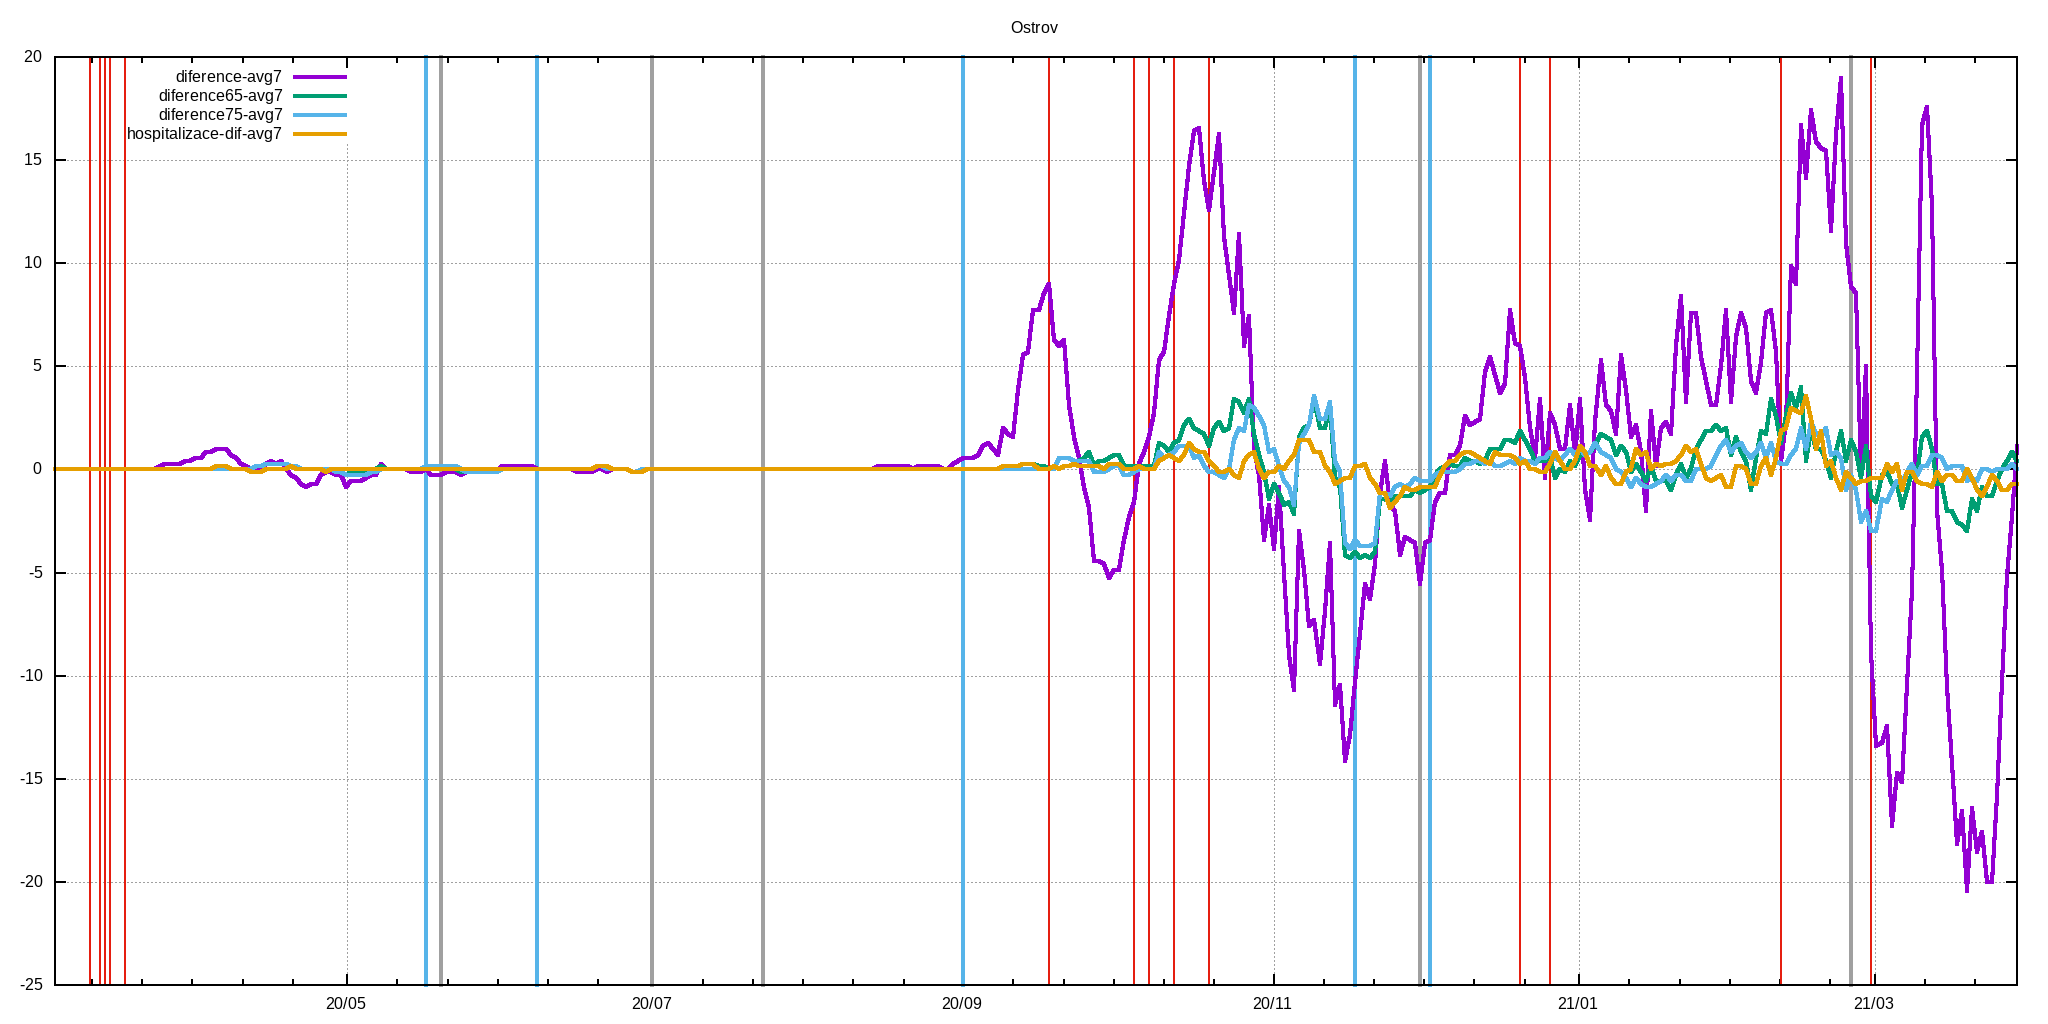 Ostrov
20
diference-avg7
diference65-avg7
diference75-avg7
hospitalizace-dif-avg7
15
10
5
0
-5
-10
-15
-20
-25
20/05 20/07 20/09 20/11 21/01 21/03